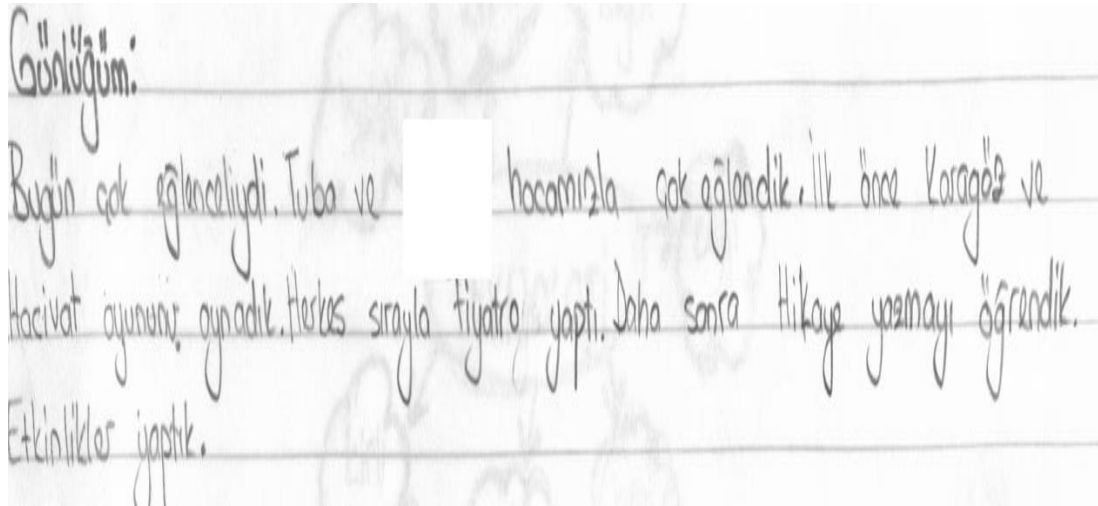 Günlüğüm:
Bugün çok eğlenceliydi. Tuba ve hocamızla çok eğlendik. İlk önce Karagöz ve
Hacivat oyununu oynadık. Herkes sırayla tiyatro yaptı. Daha sonra Hikaye yazmayı öğrendik.
Etkinlikler yaptık.